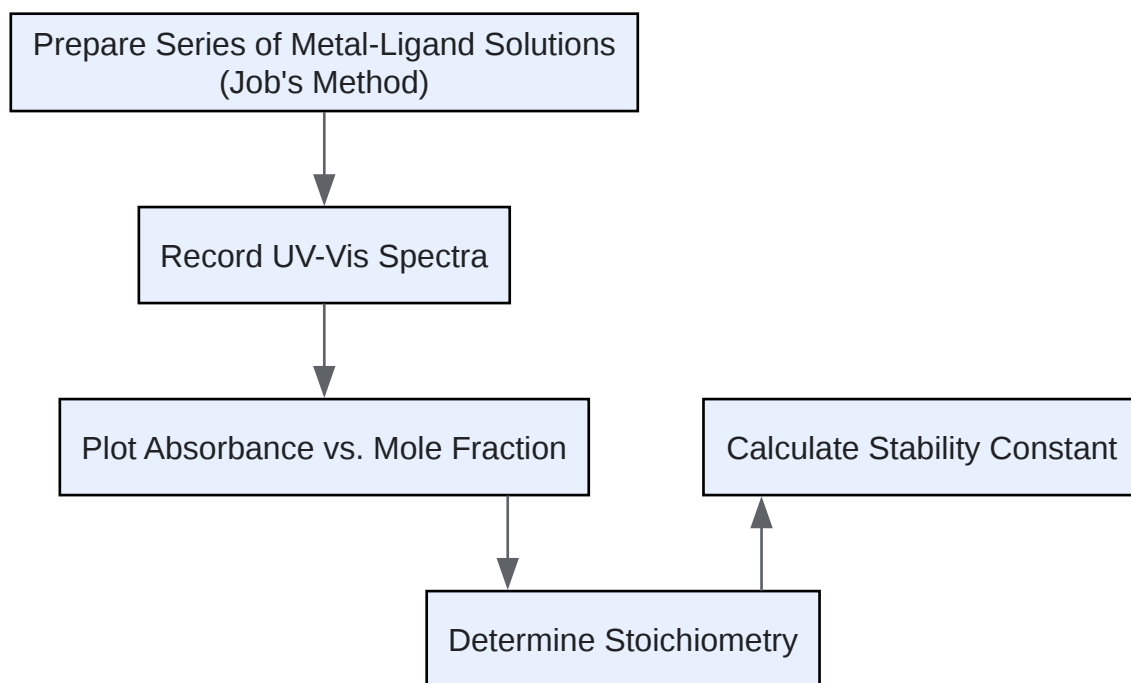 Prepare Series of Metal-Ligand Solutions
(Job's Method)
Record UV-Vis Spectra
Plot Absorbance vs. Mole Fraction
Calculate Stability Constant
Determine Stoichiometry